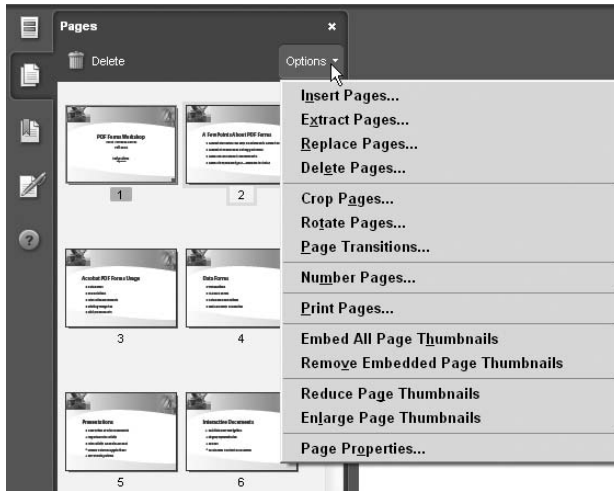 Pages
Delete
Options
Insert Pages...
Extract Pages...
Replace Pages...
Delete Pages...
Crop Pages...
Rotate Pages...
Page Transitions...
Number Pages...
Print Pages...
Embed All Page Thumbnails
Remove Embedded Page Thumbnails
Reduce Page Thumbnails
Enlarge Page Thumbnails
Page Properties...
PDF Forms Workshop
1
A Few Points About PDF Forms
2
Acrobat PDF Forms Usage
3
Data Forms
4
Presentations
5
Interactive Documents
6